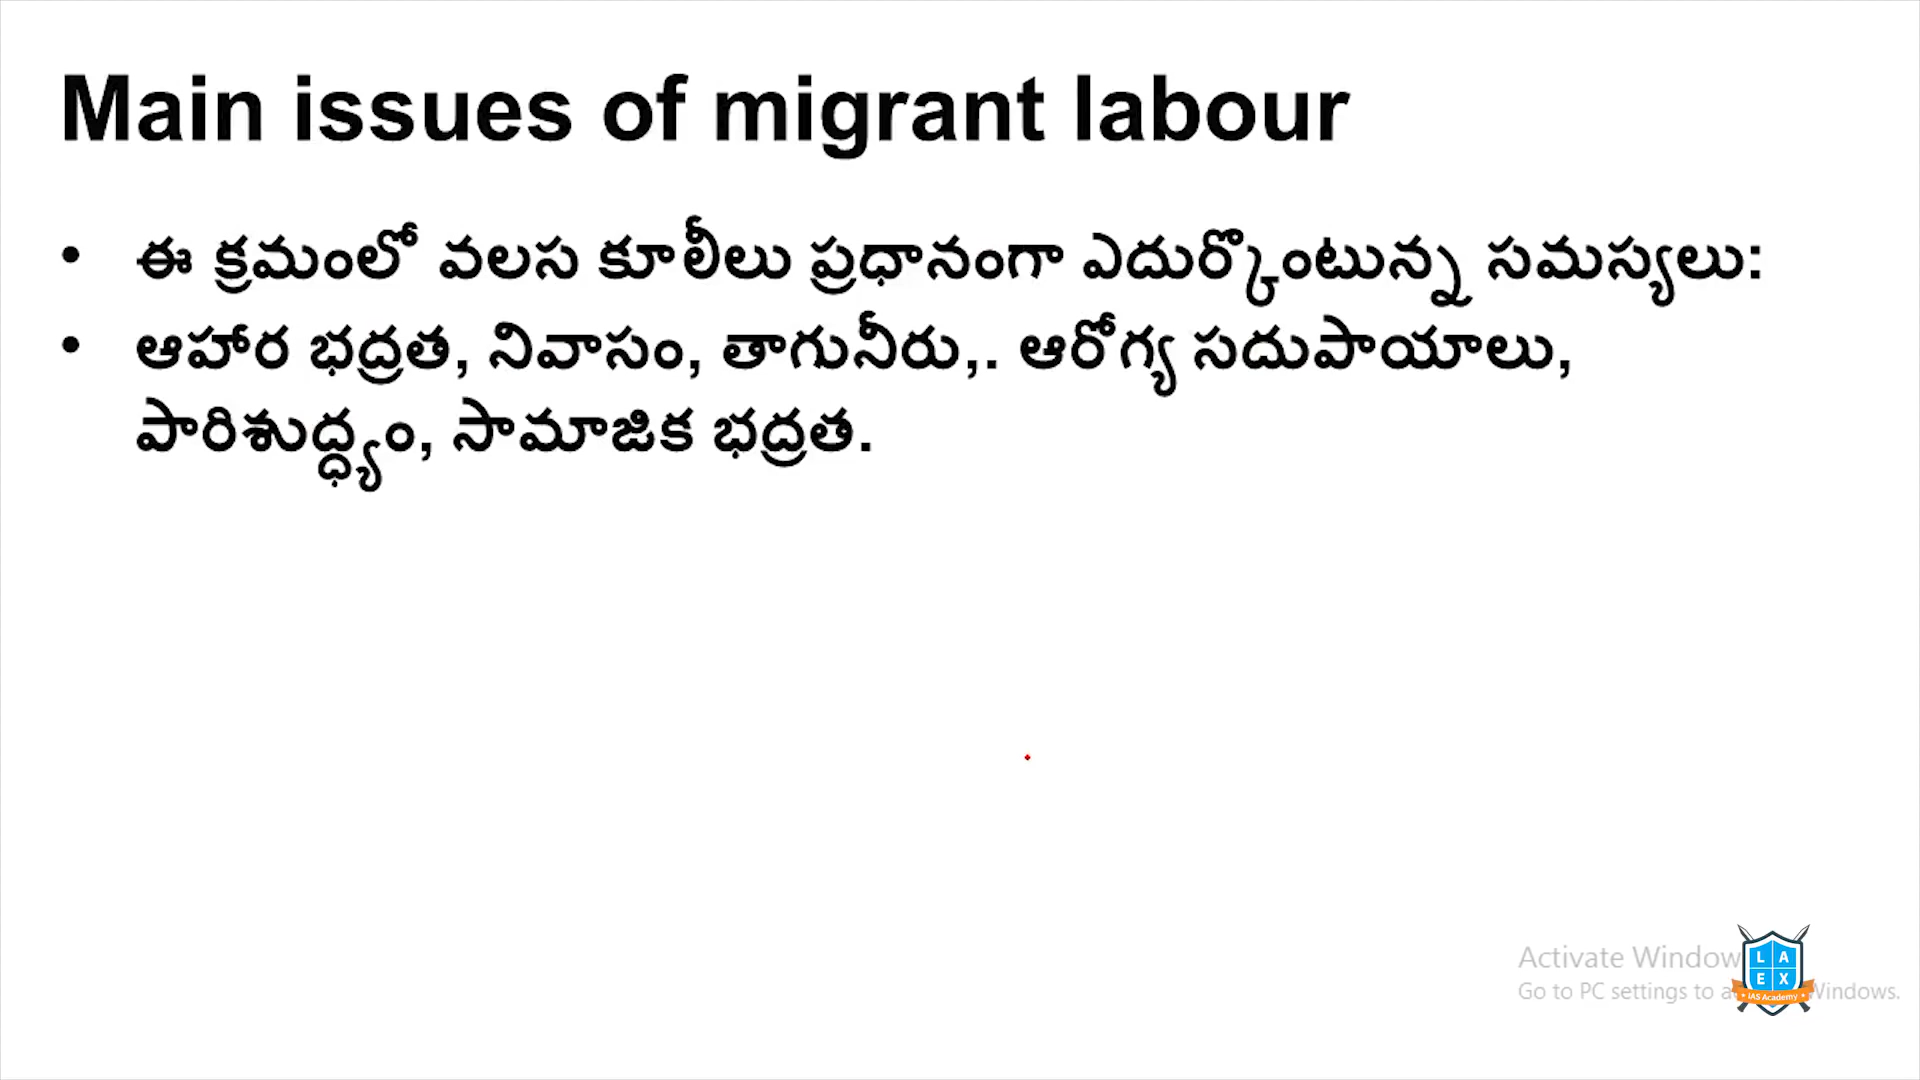 Main issues of migrant labour
• ఈ క్రమంలో వలస కూలీలు ప్రధానంగా ఎదుర్కొంటున్న సమస్యలు:
• ఆహార భద్రత, నివాసం, తాగునీరు,. ఆరోగ్య సదుపాయాలు,
పారిశుద్ధ్యం, సామాజిక భద్రత.
Activate Window
Go to PC settings to a Windows.
L A
E X
IAS Academy